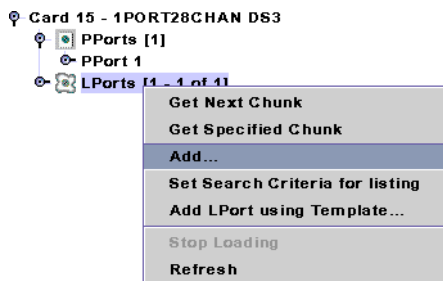 Card 15 - 1PORT28CHAN DS3
PPorts [1]
PPort 1
LPorts [1 - 1 of 1]
Get Next Chunk
Get Specified Chunk
Add...
Set Search Criteria for listing
Add LPort using Template...
Stop Loading
Refresh